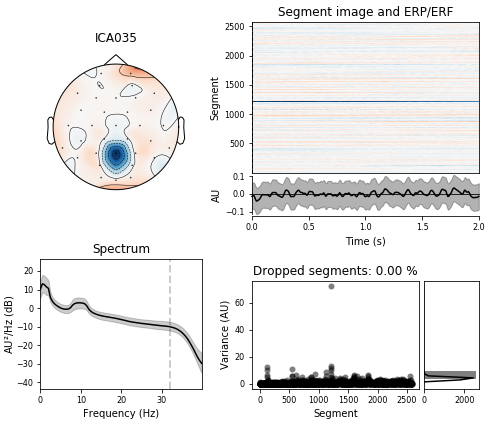 ICA035
Segment image and ERP/ERF
2500
2000
1500
1000
500
Segment
0.1
0.0
−0.1
AU
0.0 0.5 1.0 1.5 2.0
Time (s)
Spectrum
20
10
0
−10
−20
−30
−40
AU²/Hz (dB)
0 10 20 30
Frequency (Hz)
Dropped segments: 0.00 %
60
40
20
0
Variance (AU)
0 500 1000 1500 2000 2500
Segment
0 2000